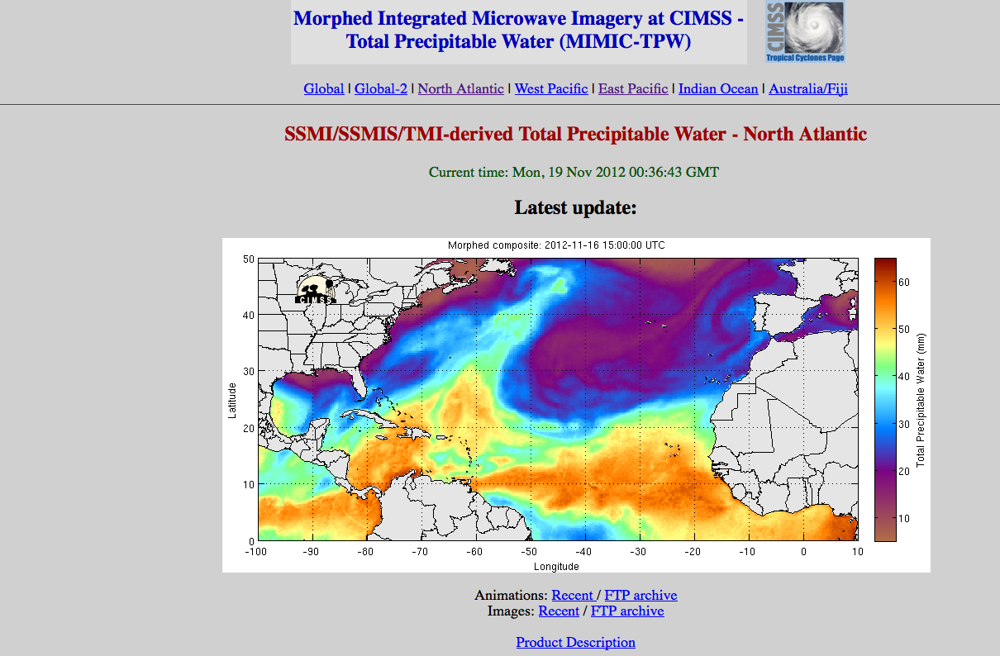 Morphed Integrated Microwave Imagery at CIMSS -
Total Precipitable Water (MIMIC-TPW)
CIMSS
Tropical Cyclones Page
Global | Global-2 | North Atlantic | West Pacific | East Pacific | Indian Ocean | Australia/Fiji
SSMI/SSMIS/TMI-derived Total Precipitable Water - North Atlantic
Current time: Mon, 19 Nov 2012 00:36:43 GMT
Latest update:
Morphed composite: 2012-11-16 15:00:00 UTC
CIMSS
50
40
30
20
10
0
Latitude
-100 -90 -80 -70 -60 -50 -40 -30 -20 -10 0 10
Longitude
60
50
40
30
20
10
Total Precipitable Water (mm)
Animations: Recent / FTP archive
Images: Recent / FTP archive
Product Description